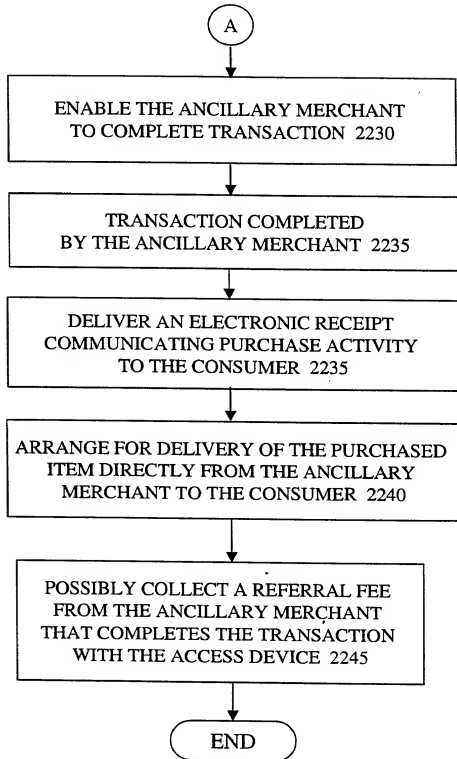 A
ENABLE THE ANCILLARY MERCHANT
TO COMPLETE TRANSACTION 2230
TRANSACTION COMPLETED
BY THE ANCILLARY MERCHANT 2235
DELIVER AN ELECTRONIC RECEIPT
COMMUNICATING PURCHASE ACTIVITY
TO THE CONSUMER 2235
ARRANGE FOR DELIVERY OF THE PURCHASED
ITEM DIRECTLY FROM THE ANCILLARY
MERCHANT TO THE CONSUMER 2240
POSSIBLY COLLECT A REFERRAL FEE
FROM THE ANCILLARY MERCHANT
THAT COMPLETES THE TRANSACTION
WITH THE ACCESS DEVICE 2245
END